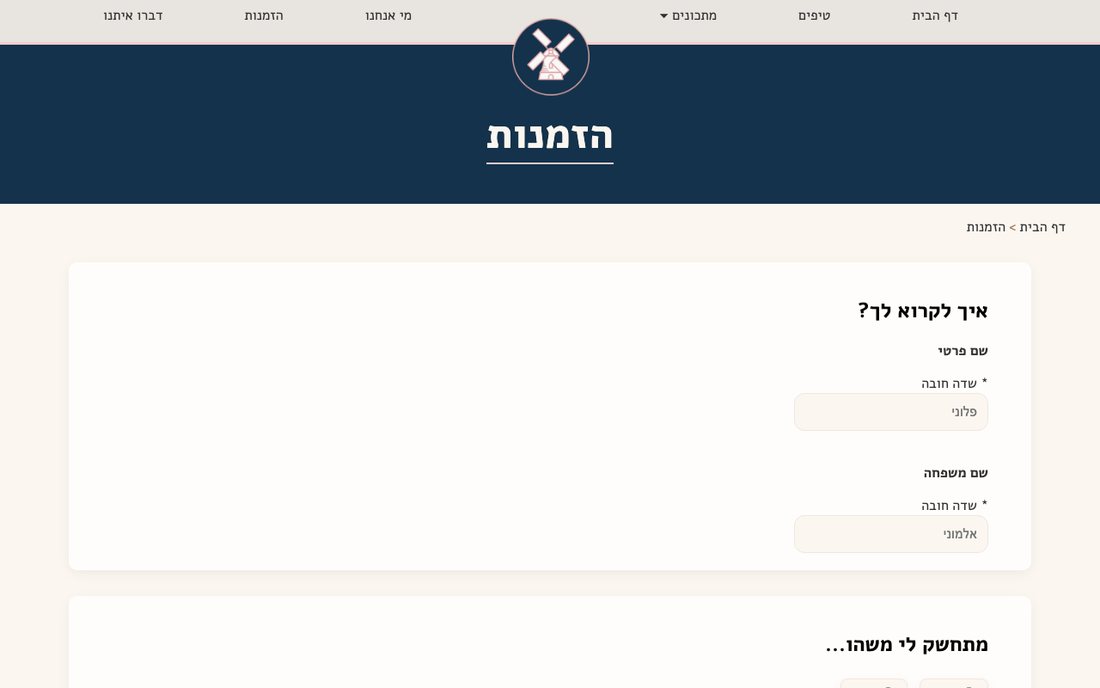 דף הבית טיפים מתכונים מי אנחנו הזמנות דברו איתנו
הזמנות
דף הבית > הזמנות
איך לקרוא לך?
שם פרטי
* שדה חובה
פלוני
שם משפחה
* שדה חובה
אלמוני
מתחשק לי משהו...